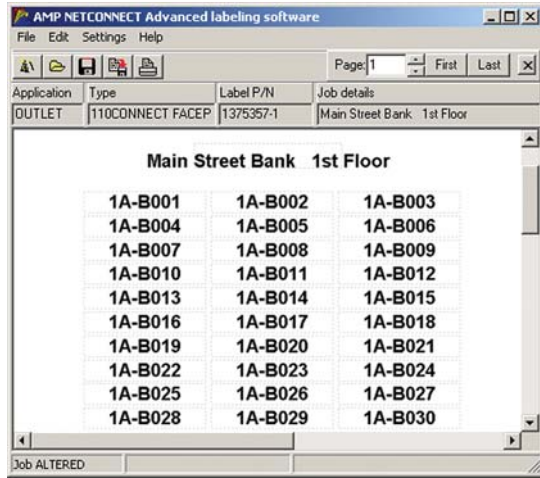 AMP NETCONNECT Advanced labeling software
File Edit Settings Help
Page: 1 First Last
Application Type Label P/N Job details
OUTLET 110CONNECT FACEP 1375357-1 Main Street Bank 1st Floor
Main Street Bank 1st Floor
1A-B001 1A-B002 1A-B003
1A-B004 1A-B005 1A-B006
1A-B007 1A-B008 1A-B009
1A-B010 1A-B011 1A-B012
1A-B013 1A-B014 1A-B015
1A-B016 1A-B017 1A-B018
1A-B019 1A-B020 1A-B021
1A-B022 1A-B023 1A-B024
1A-B025 1A-B026 1A-B027
1A-B028 1A-B029 1A-B030
Job ALTERED